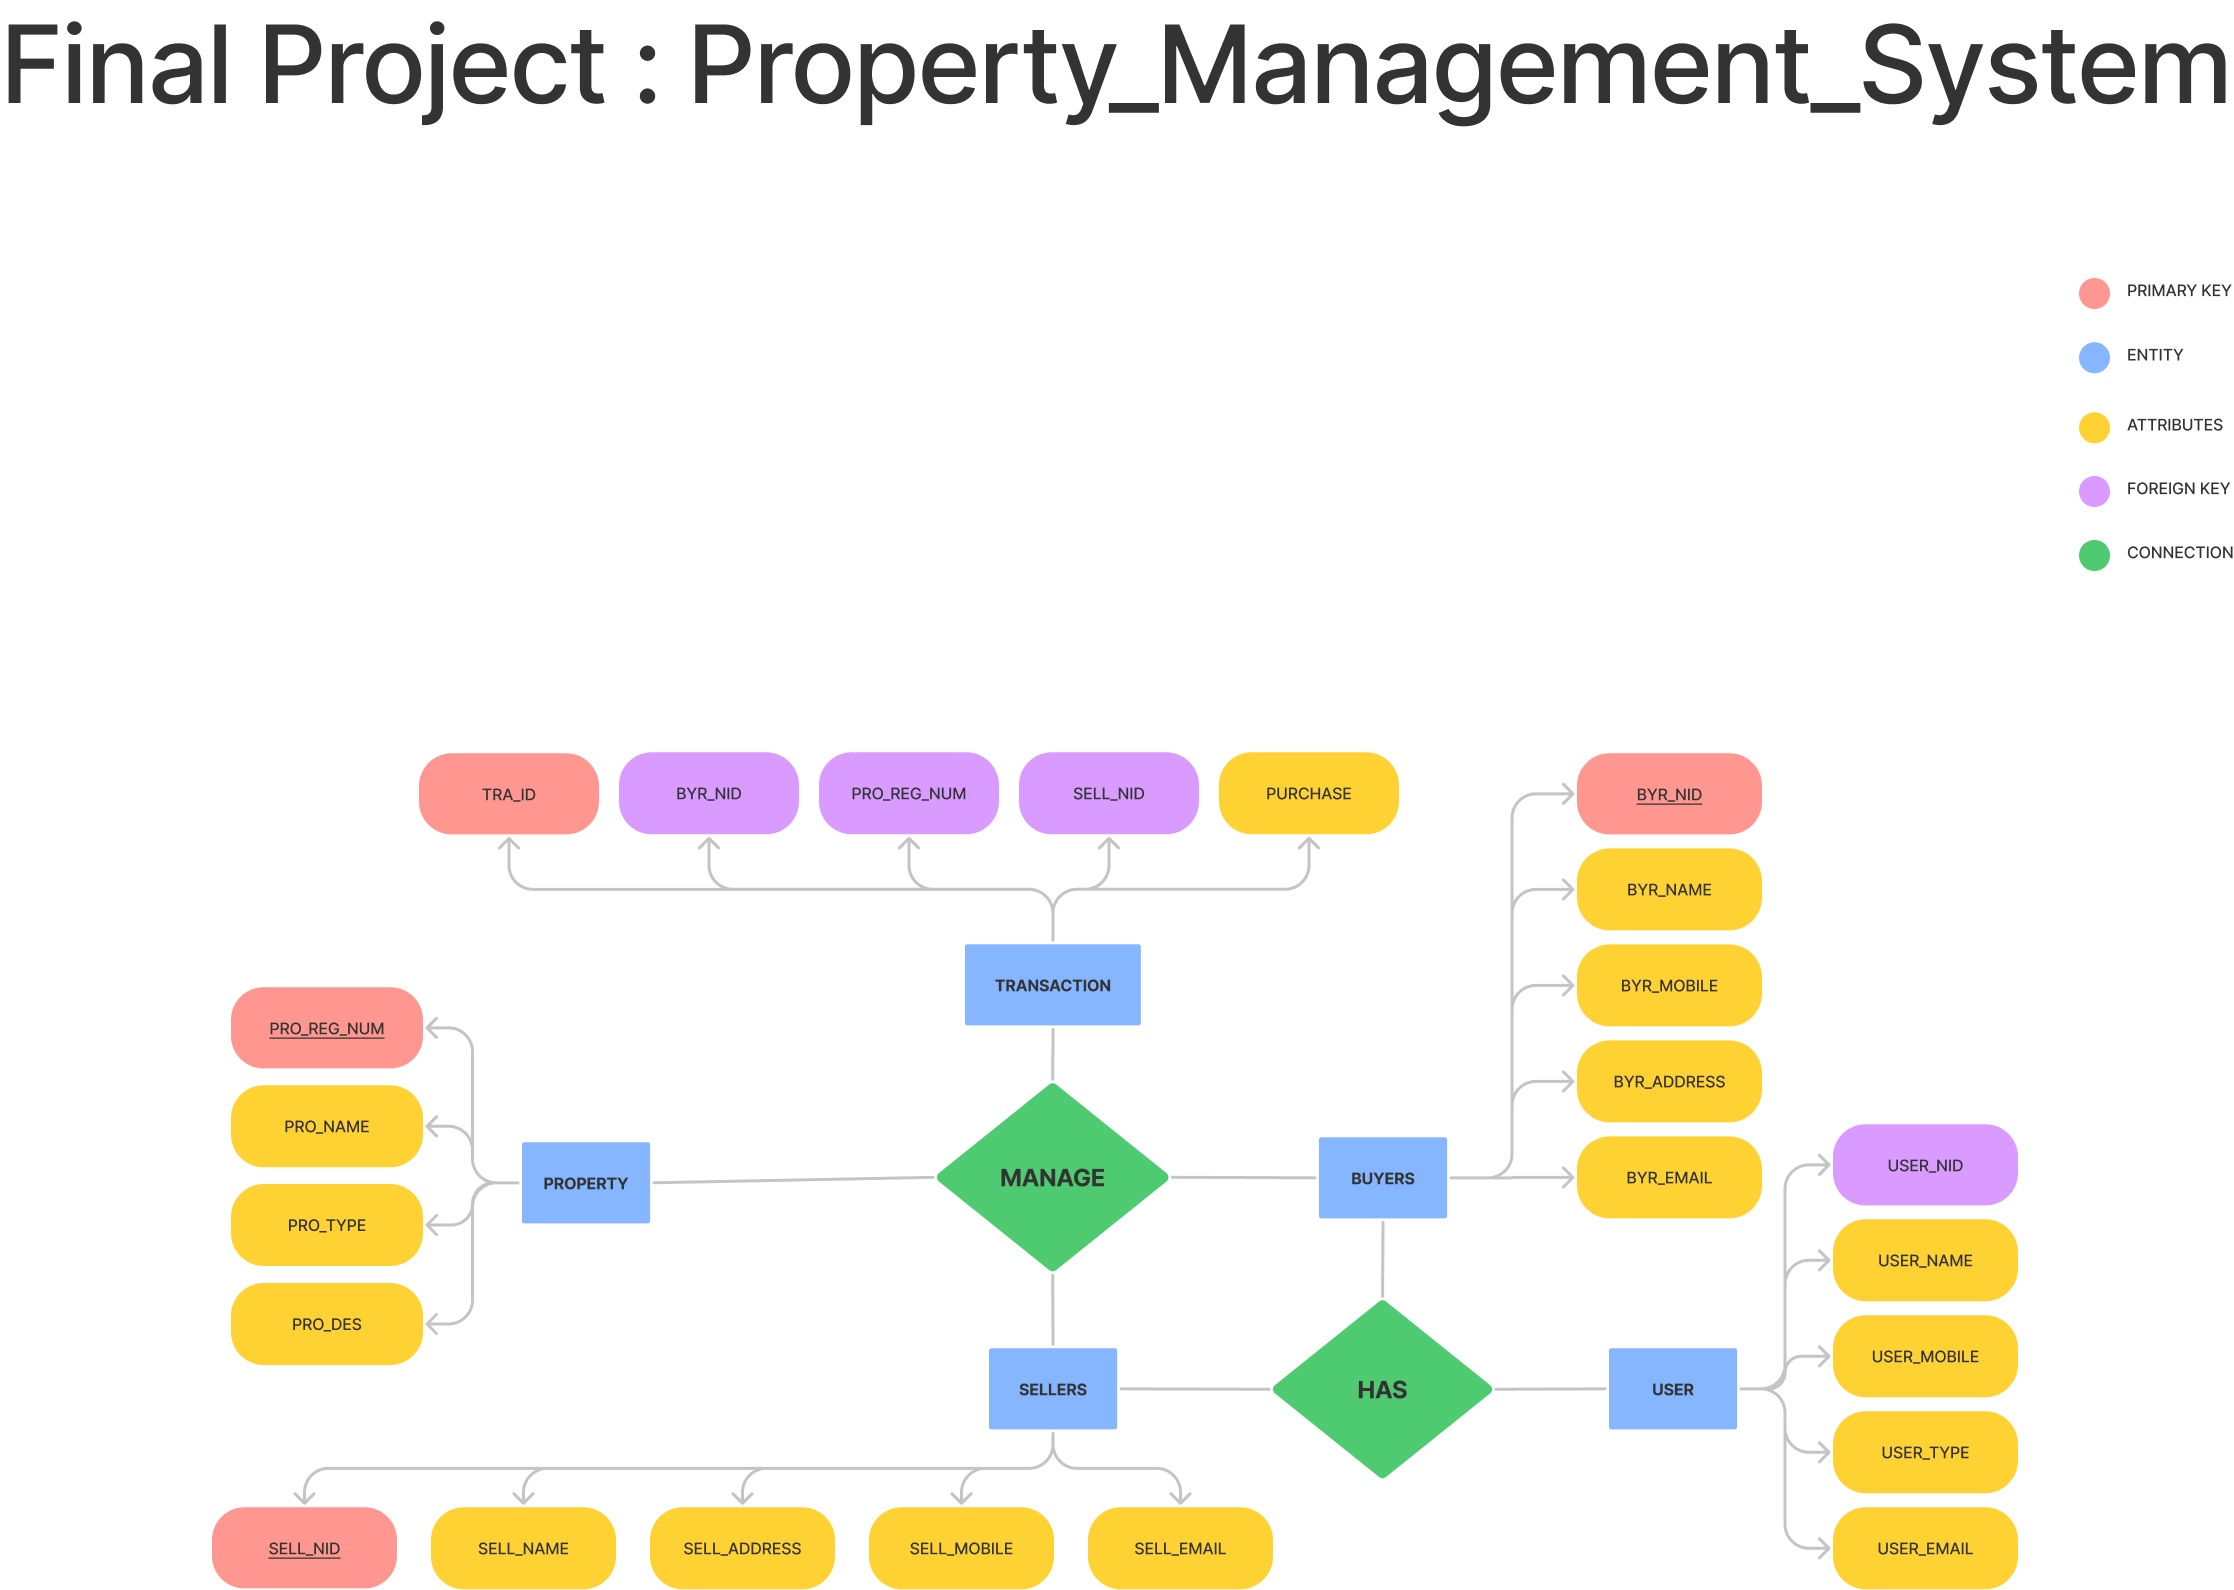 Final Project : Property_Management_System
PRIMARY KEY
ENTITY
ATTRIBUTES
FOREIGN KEY
CONNECTION
TRA_ID
BYR_NID
PRO_REG_NUM
SELL_NID
PURCHASE
BYR_NID
BYR_NAME
BYR_MOBILE
BYR_ADDRESS
BYR_EMAIL
TRANSACTION
PRO_REG_NUM
PRO_NAME
PRO_TYPE
PRO_DES
PROPERTY
MANAGE
BUYERS
USER_NID
USER_NAME
USER_MOBILE
USER_TYPE
USER_EMAIL
SELLERS
HAS
USER
SELL_NID
SELL_NAME
SELL_ADDRESS
SELL_MOBILE
SELL_EMAIL